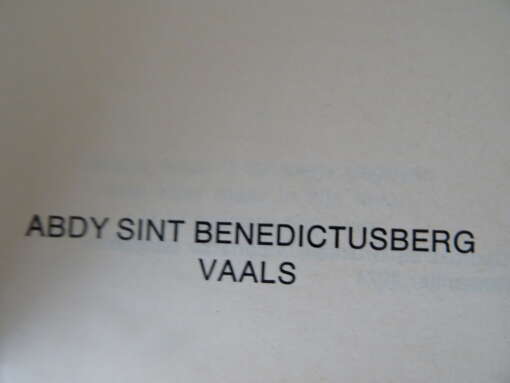 ABDY SINT BENEDICTUSBERG
VAALS